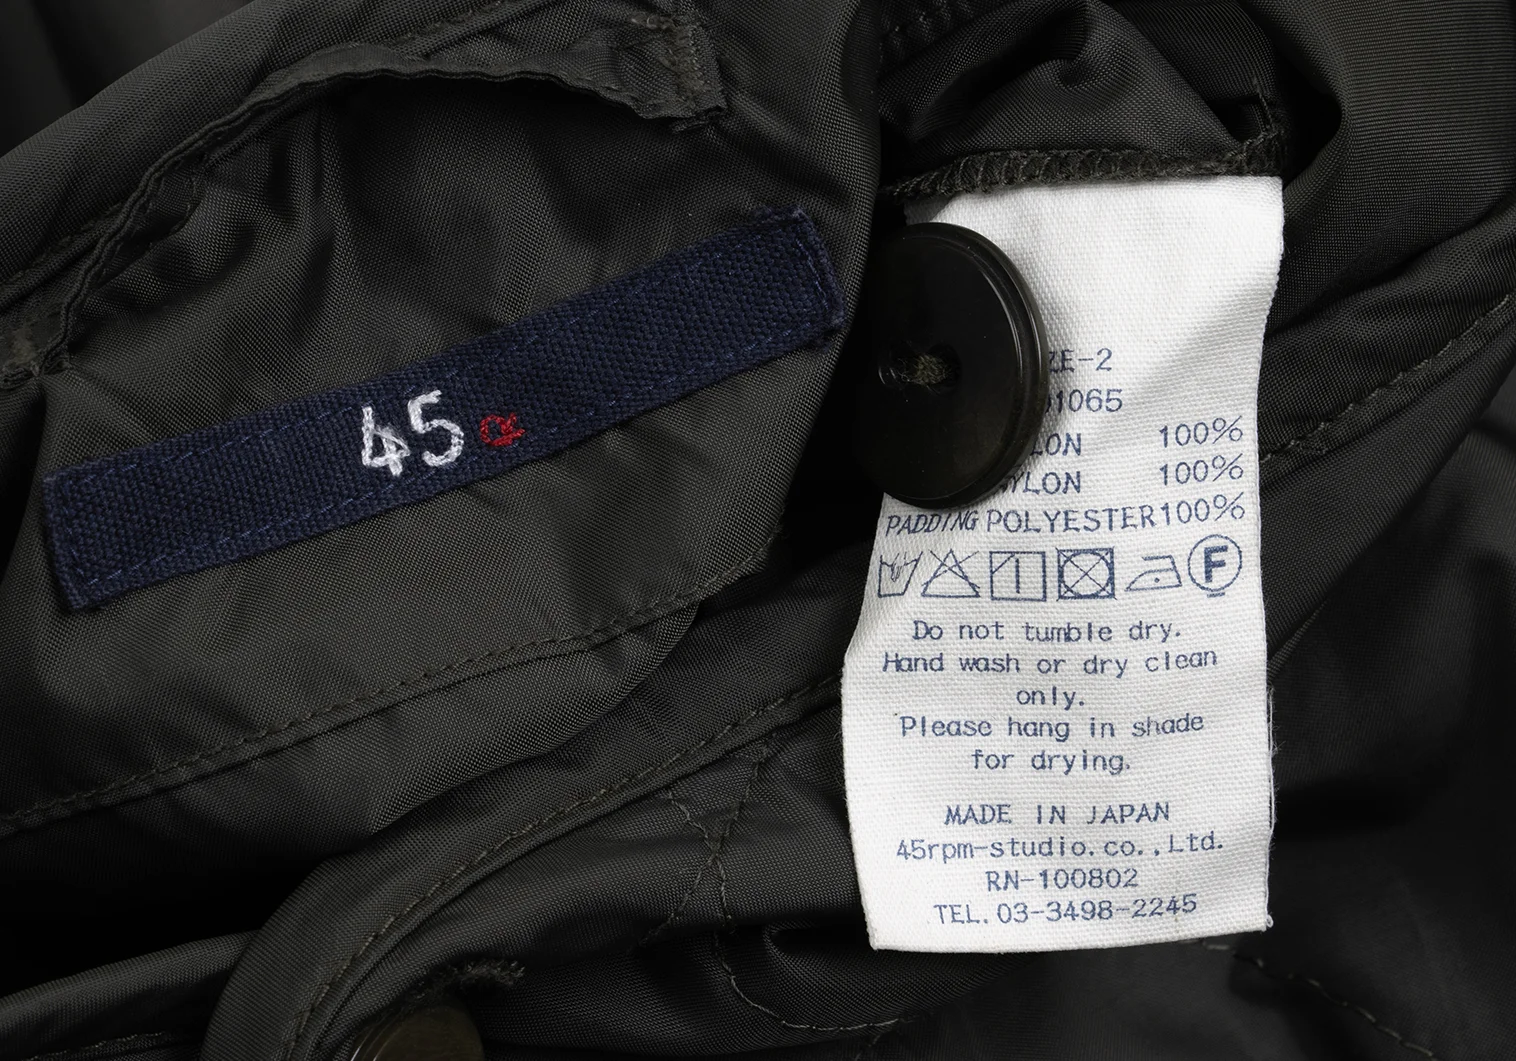 45R
ZE-2
1065
LON 100%
YLON 100%
PADDING POLYESTER100%
F
Do not tumble dry.
Hand wash or dry clean
only.
Please hang in shade
for drying.
MADE IN JAPAN
45rpm-studio.co.,Ltd.
RN-100802
TEL.03-3498-2245